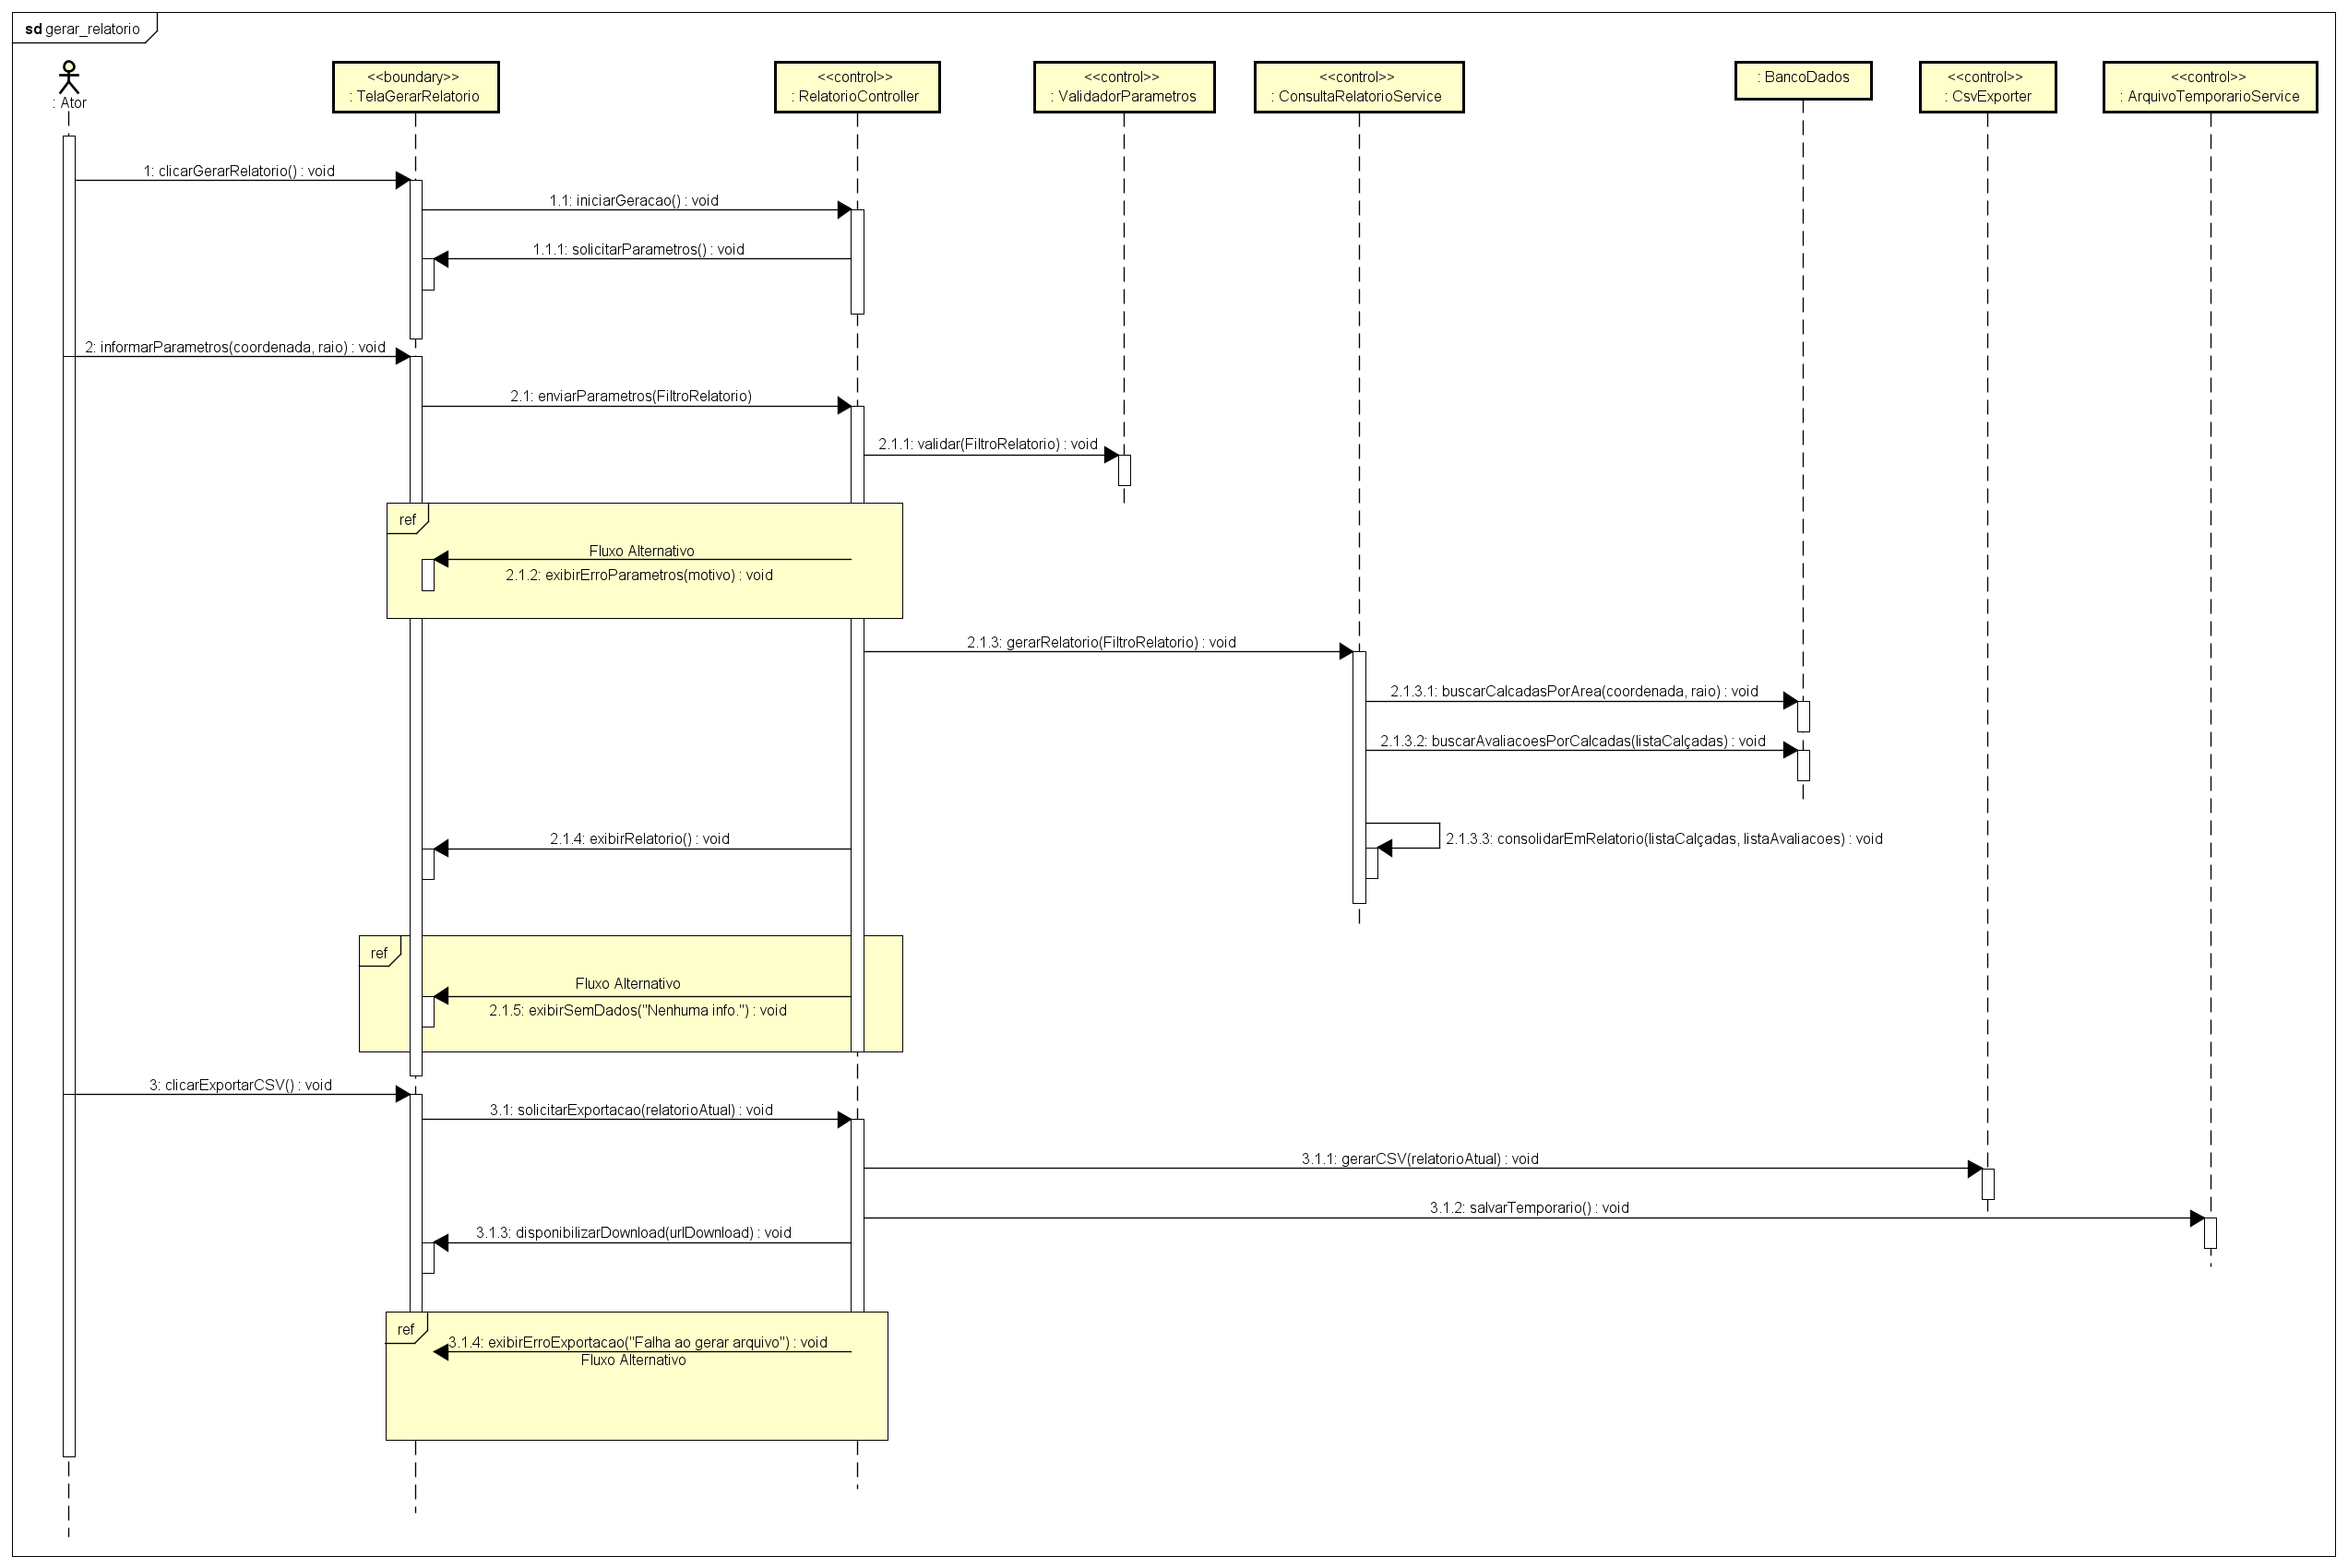 sd gerar_relatorio
: Ator
<<boundary>>
: TelaGerarRelatorio
<<control>>
: RelatorioController
<<control>>
: ValidadorParametros
<<control>>
: ConsultaRelatorioService
: BancoDados
<<control>>
: CsvExporter
<<control>>
: ArquivoTemporarioService
1: clicarGerarRelatorio() : void
1.1: iniciarGeracao() : void
1.1.1: solicitarParametros() : void
2: informarParametros(coordenada, raio) : void
2.1: enviarParametros(FiltroRelatorio)
2.1.1: validar(FiltroRelatorio) : void
ref
Fluxo Alternativo
2.1.2: exibirErroParametros(motivo) : void
2.1.3: gerarRelatorio(FiltroRelatorio) : void
2.1.3.1: buscarCalcadasPorArea(coordenada, raio) : void
2.1.3.2: buscarAvaliacoesPorCalcadas(listaCalçadas) : void
2.1.4: exibirRelatorio() : void
2.1.3.3: consolidarEmRelatorio(listaCalçadas, listaAvaliacoes) : void
ref
Fluxo Alternativo
2.1.5: exibirSemDados("Nenhuma info.") : void
3: clicarExportarCSV() : void
3.1: solicitarExportacao(relatorioAtual) : void
3.1.1: gerarCSV(relatorioAtual) : void
3.1.2: salvarTemporario() : void
3.1.3: disponibilizarDownload(urlDownload) : void
ref
3.1.4: exibirErroExportacao("Falha ao gerar arquivo") : void
Fluxo Alternativo